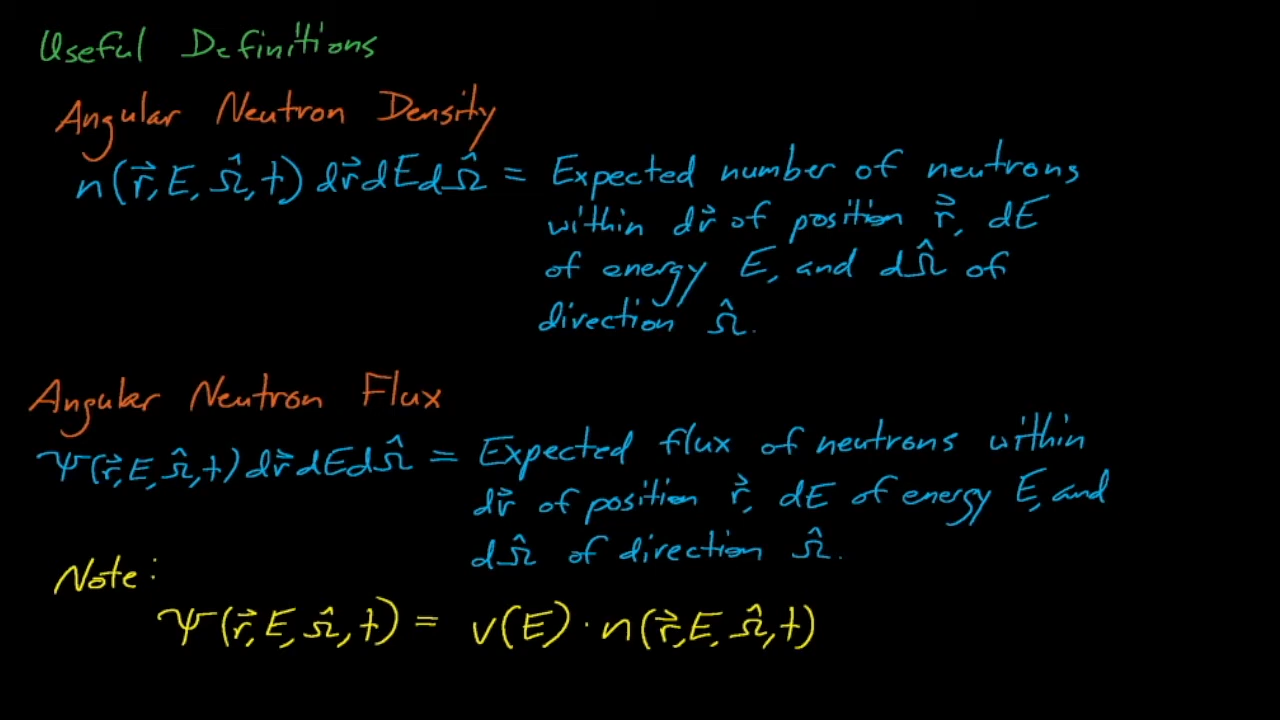 Useful Definitions
Angular Neutron Density
n(r⃗, E, Ω̂, t) dr⃗ dE dΩ̂ = Expected number of neutrons
within dr⃗ of position r⃗, dE
of energy E, and dΩ̂ of
direction Ω̂.
Angular Neutron Flux
Ψ(r⃗, E, Ω̂, t) dr⃗ dE dΩ̂ = Expected flux of neutrons within
dr⃗ of position r⃗, dE of energy E, and
dΩ̂ of direction Ω̂.
Note:
Ψ(r⃗, E, Ω̂, t) = v(E) · n(r⃗, E, Ω̂, t)